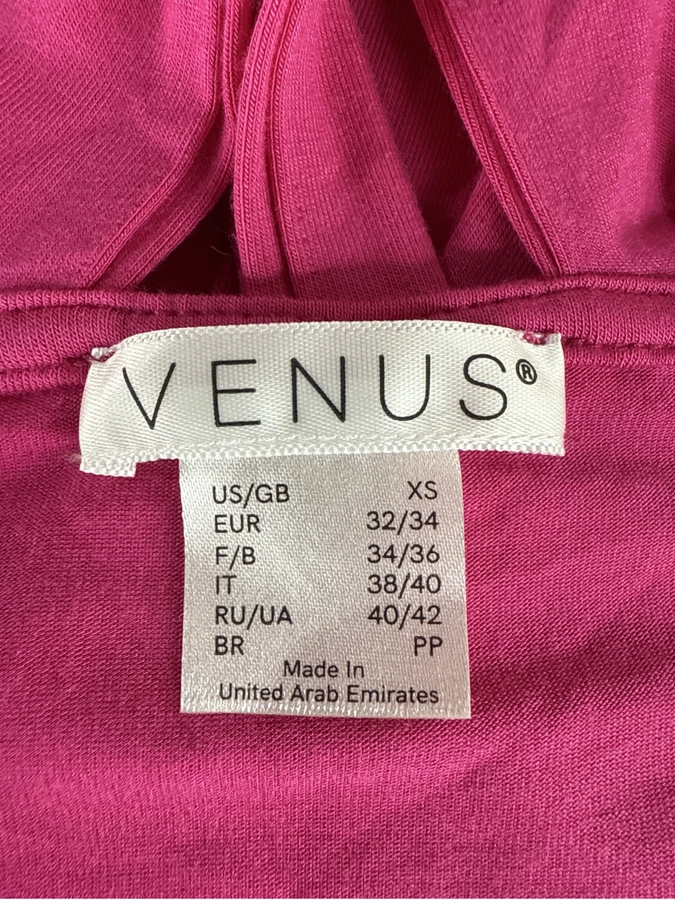 VENUS®
US/GB XS
EUR 32/34
F/B 34/36
IT 38/40
RU/UA 40/42
BR PP
Made In
United Arab Emirates